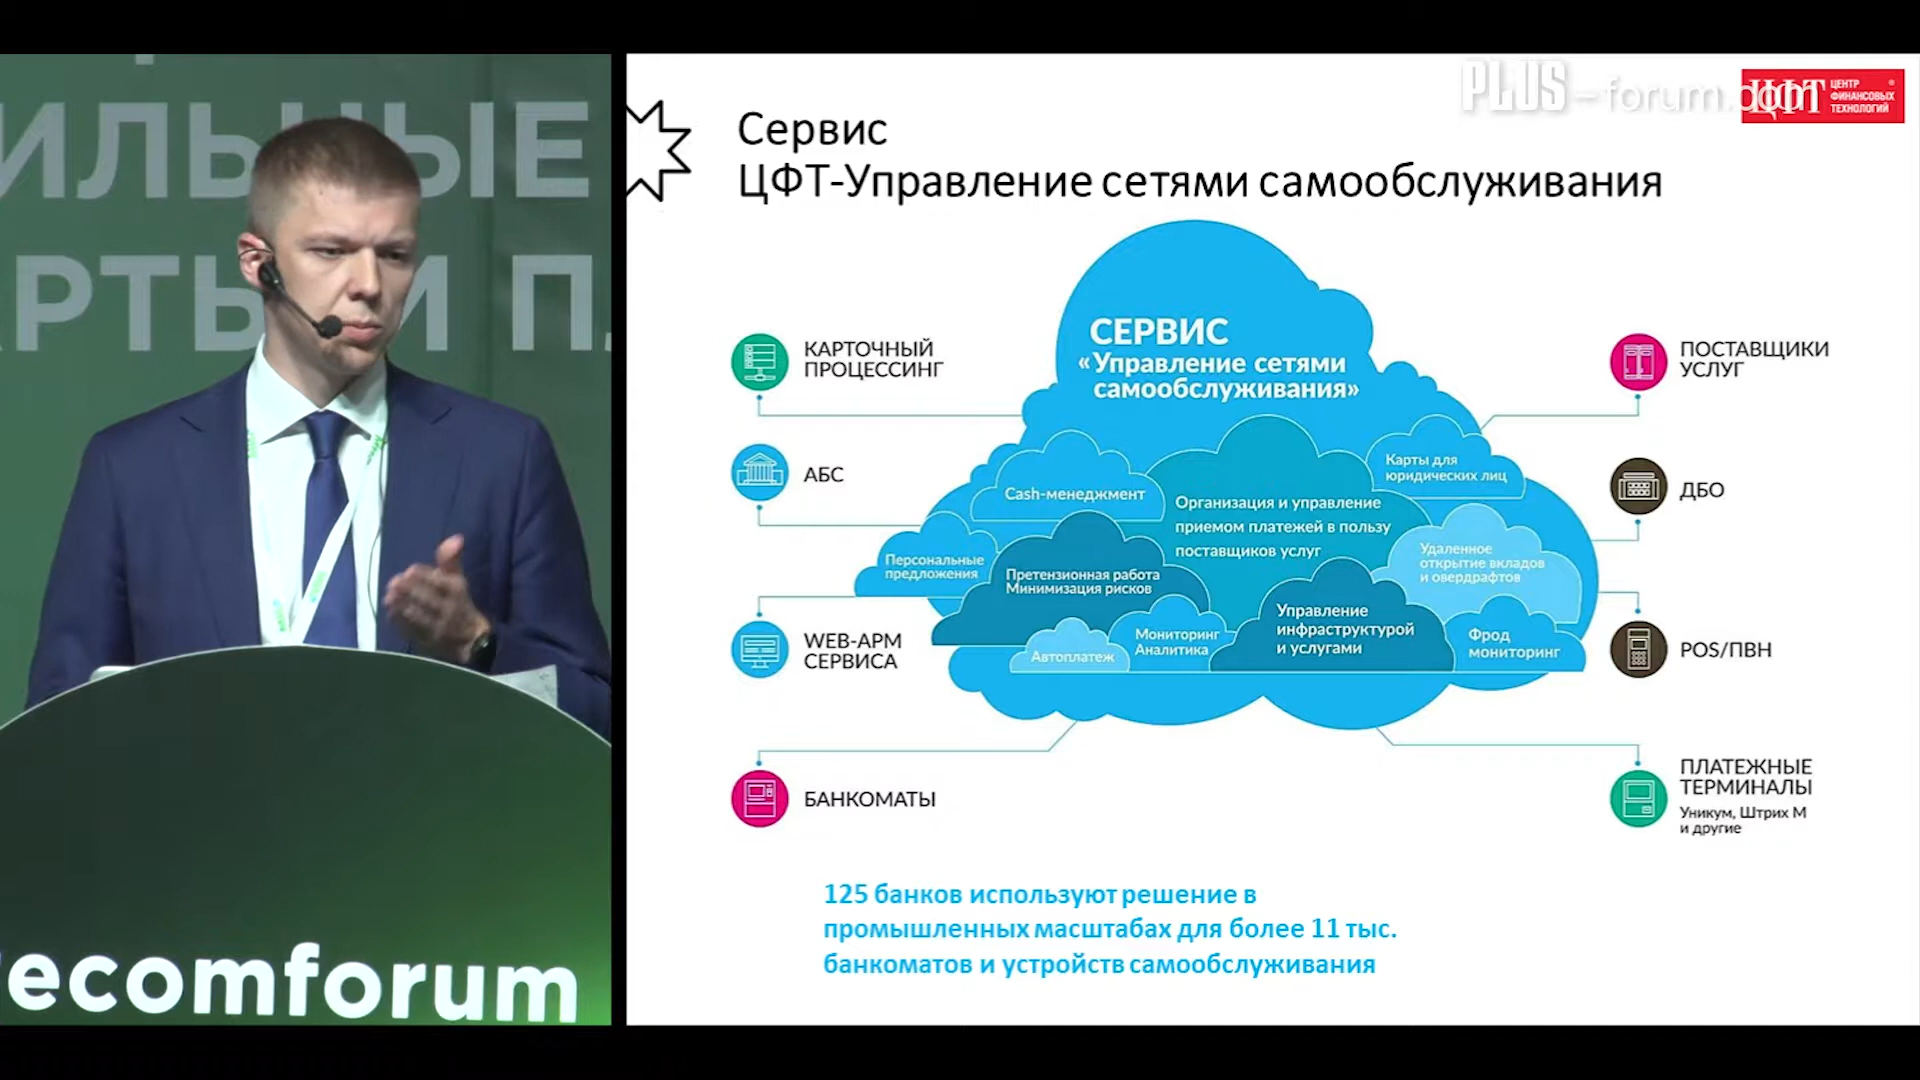 ИЛЬНЫЕ
АРТЫ И П
ecomforum
PLUS-forum.com
ЦФТ ЦЕНТР
ФИНАНСОВЫХ
ТЕХНОЛОГИЙ
Сервис
ЦФТ-Управление сетями самообслуживания
СЕРВИС
«Управление сетями
самообслуживания»
КАРТОЧНЫЙ
ПРОЦЕССИНГ
АБС
WEB-АРМ
СЕРВИСА
БАНКОМАТЫ
Cash-менеджмент
Организация и управление
приемом платежей в пользу
поставщиков услуг
Карты для
юридических лиц
Персональные
предложения
Претензионная работа
Минимизация рисков
Удаленное
открытие вкладов
и овердрафтов
Автоплатеж
Мониторинг
Аналитика
Управление
инфраструктурой
и услугами
Фрод
мониторинг
ПОСТАВЩИКИ
УСЛУГ
ДБО
POS/ПВН
ПЛАТЕЖНЫЕ
ТЕРМИНАЛЫ
Уникум, Штрих М
и другие
125 банков используют решение в
промышленных масштабах для более 11 тыс.
банкоматов и устройств самообслуживания